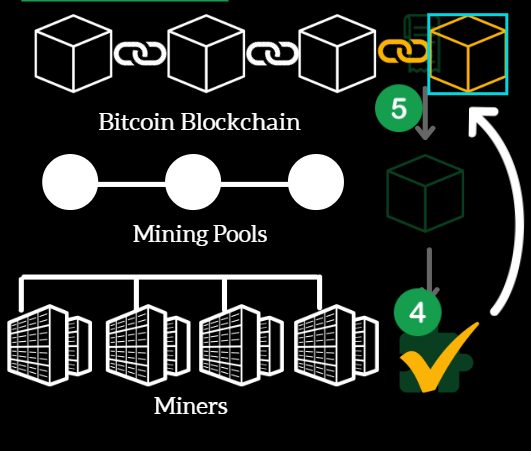 5
Bitcoin Blockchain
Mining Pools
4
Miners